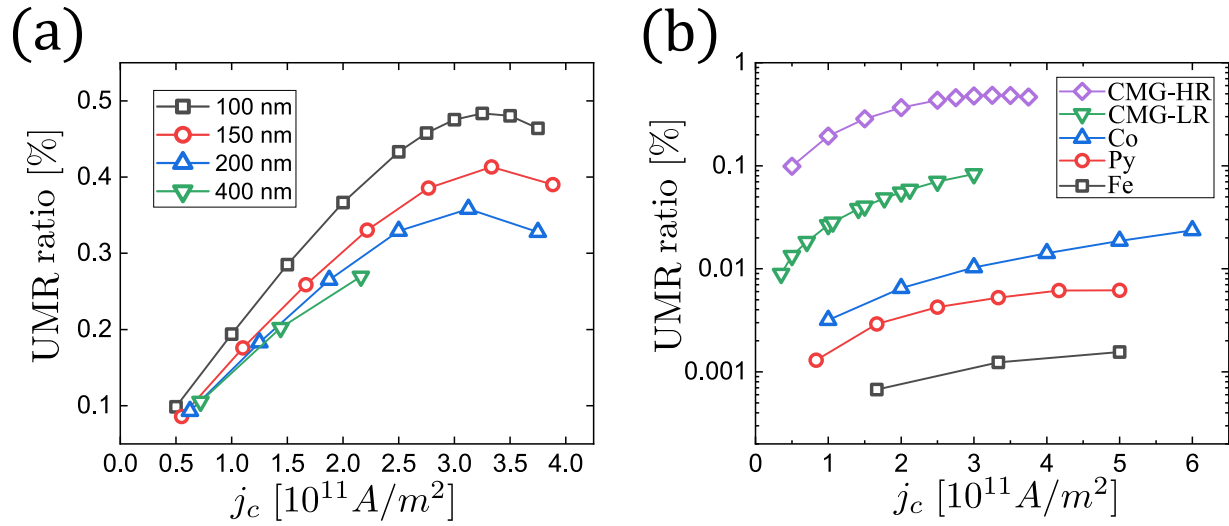 (a)
UMR ratio [%]
0.5
0.4
0.3
0.2
0.1
100 nm
150 nm
200 nm
400 nm
0.0 0.5 1.0 1.5 2.0 2.5 3.0 3.5 4.0
j_c [10^{11} A/m^2]
(b)
UMR ratio [%]
1
0.1
0.01
0.001
CMG-HR
CMG-LR
Co
Py
Fe
1 2 3 4 5 6
j_c [10^{11} A/m^2]